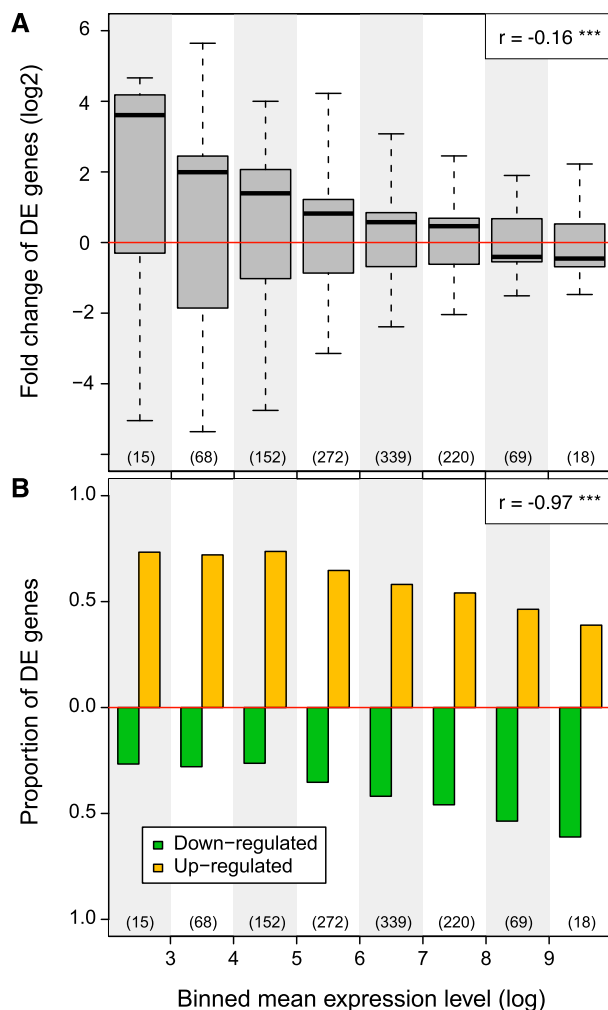 A
r = -0.16 ***
Fold change of DE genes (log2)
6
4
2
0
−2
−4
(15) (68) (152) (272) (339) (220) (69) (18)
B
r = -0.97 ***
Proportion of DE genes
1.0
0.5
0.0
0.5
1.0
Down−regulated
Up−regulated
(15) (68) (152) (272) (339) (220) (69) (18)
3 4 5 6 7 8 9
Binned mean expression level (log)